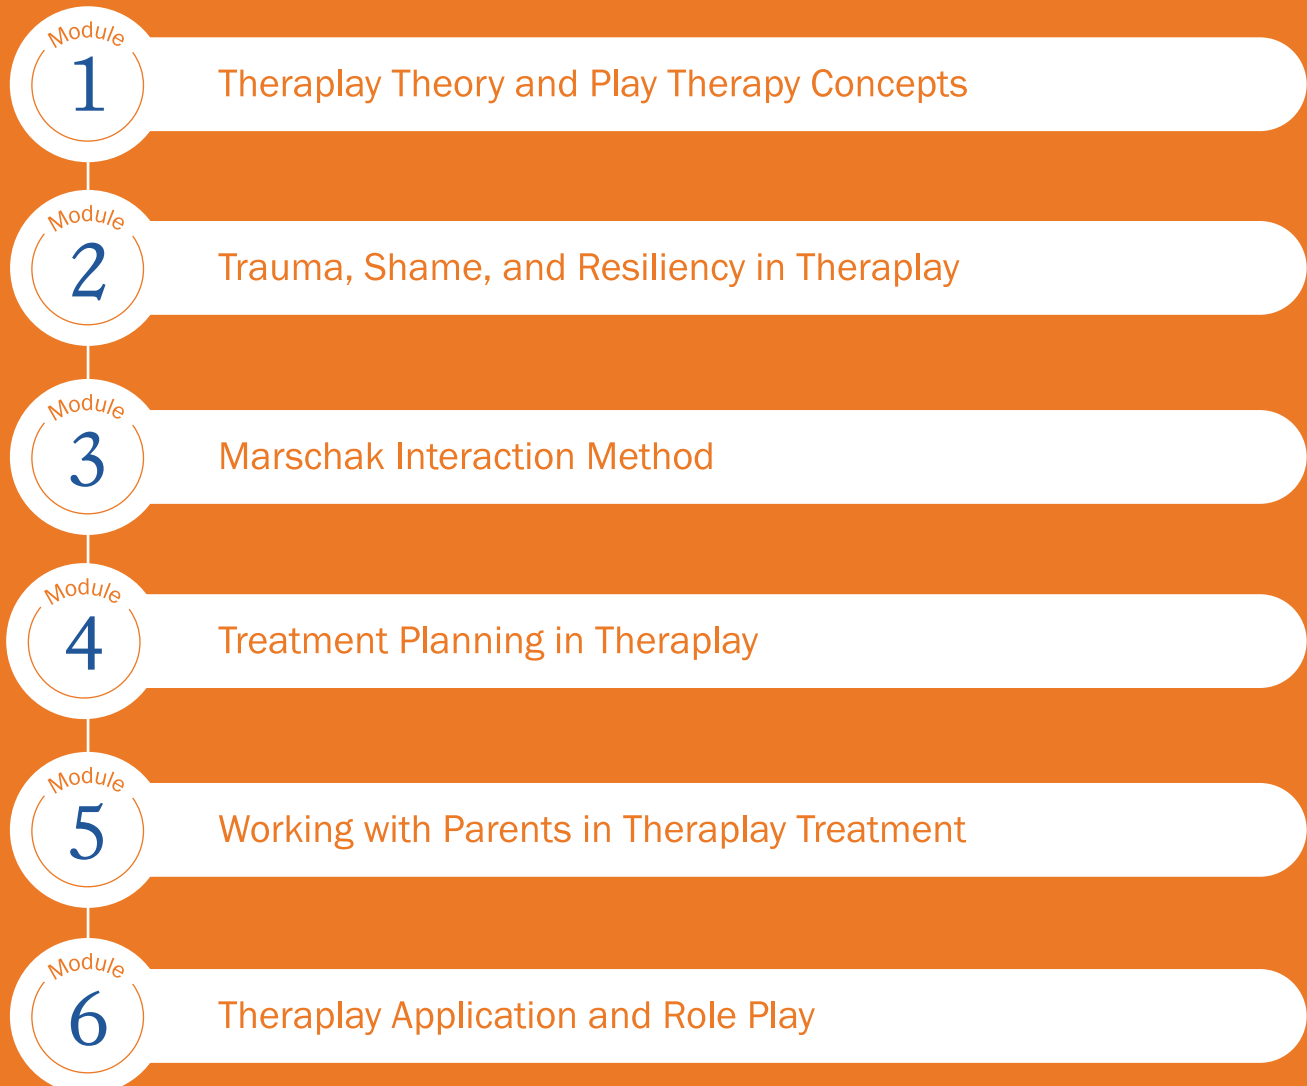 Module
1
Theraplay Theory and Play Therapy Concepts
Module
2
Trauma, Shame, and Resiliency in Theraplay
Module
3
Marschak Interaction Method
Module
4
Treatment Planning in Theraplay
Module
5
Working with Parents in Theraplay Treatment
Module
6
Theraplay Application and Role Play